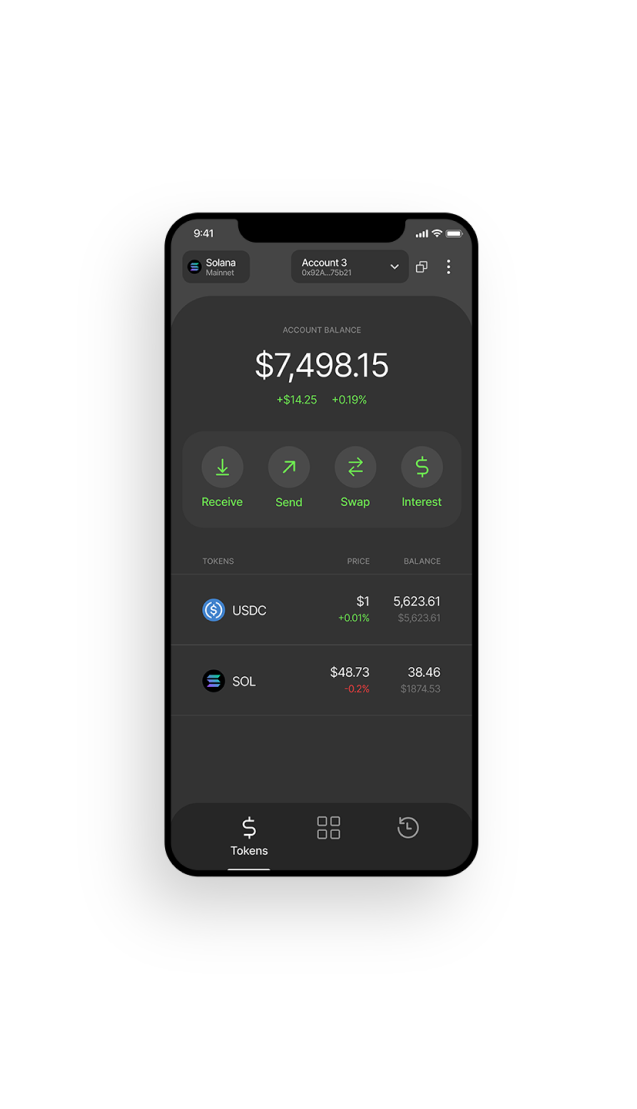 9:41
Solana
Mainnet
Account 3
0x92A...75b21
ACCOUNT BALANCE
$7,498.15
+$14.25 +0.19%
Receive Send Swap Interest
TOKENS PRICE BALANCE
USDC $1 5,623.61
+0.01% $5,623.61
SOL $48.73 38.46
-0.2% $1874.53
Tokens